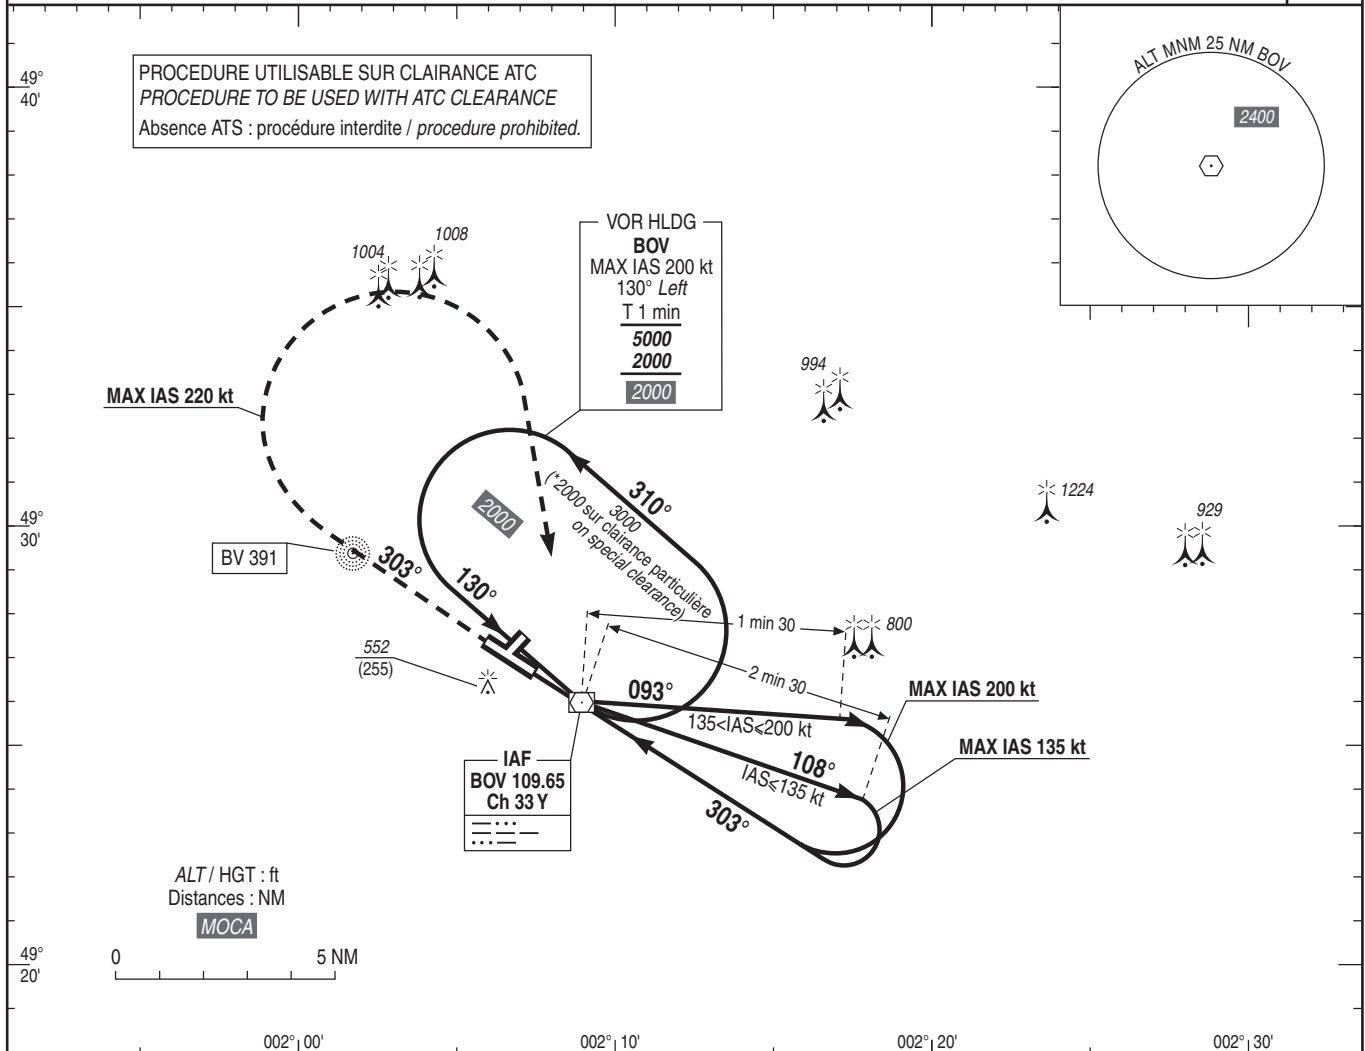 PROCEDURE UTILISABLE SUR CLAIRANCE ATC
PROCEDURE TO BE USED WITH ATC CLEARANCE
Absence ATS : procédure interdite / procedure prohibited.
ALT MNM 25 NM BOV
2400
49°
40'
VOR HLDG
BOV
MAX IAS 200 kt
130° Left
T 1 min
5000
2000
2000
1004
1008
994
MAX IAS 220 kt
1224
929
49°
30'
2000
310°
3000
(*2000 sur clairance particulière
on special clearance)
BV 391
303°
130°
1 min 30
800
552
(255)
2 min 30
093°
135<IAS⩽200 kt
MAX IAS 200 kt
108°
IAS⩽135 kt
MAX IAS 135 kt
303°
IAF
BOV 109.65
Ch 33 Y
ALT / HGT : ft
Distances : NM
MOCA
0 5 NM
49°
20'
002° 00' 002° 10' 002° 20' 002° 30'